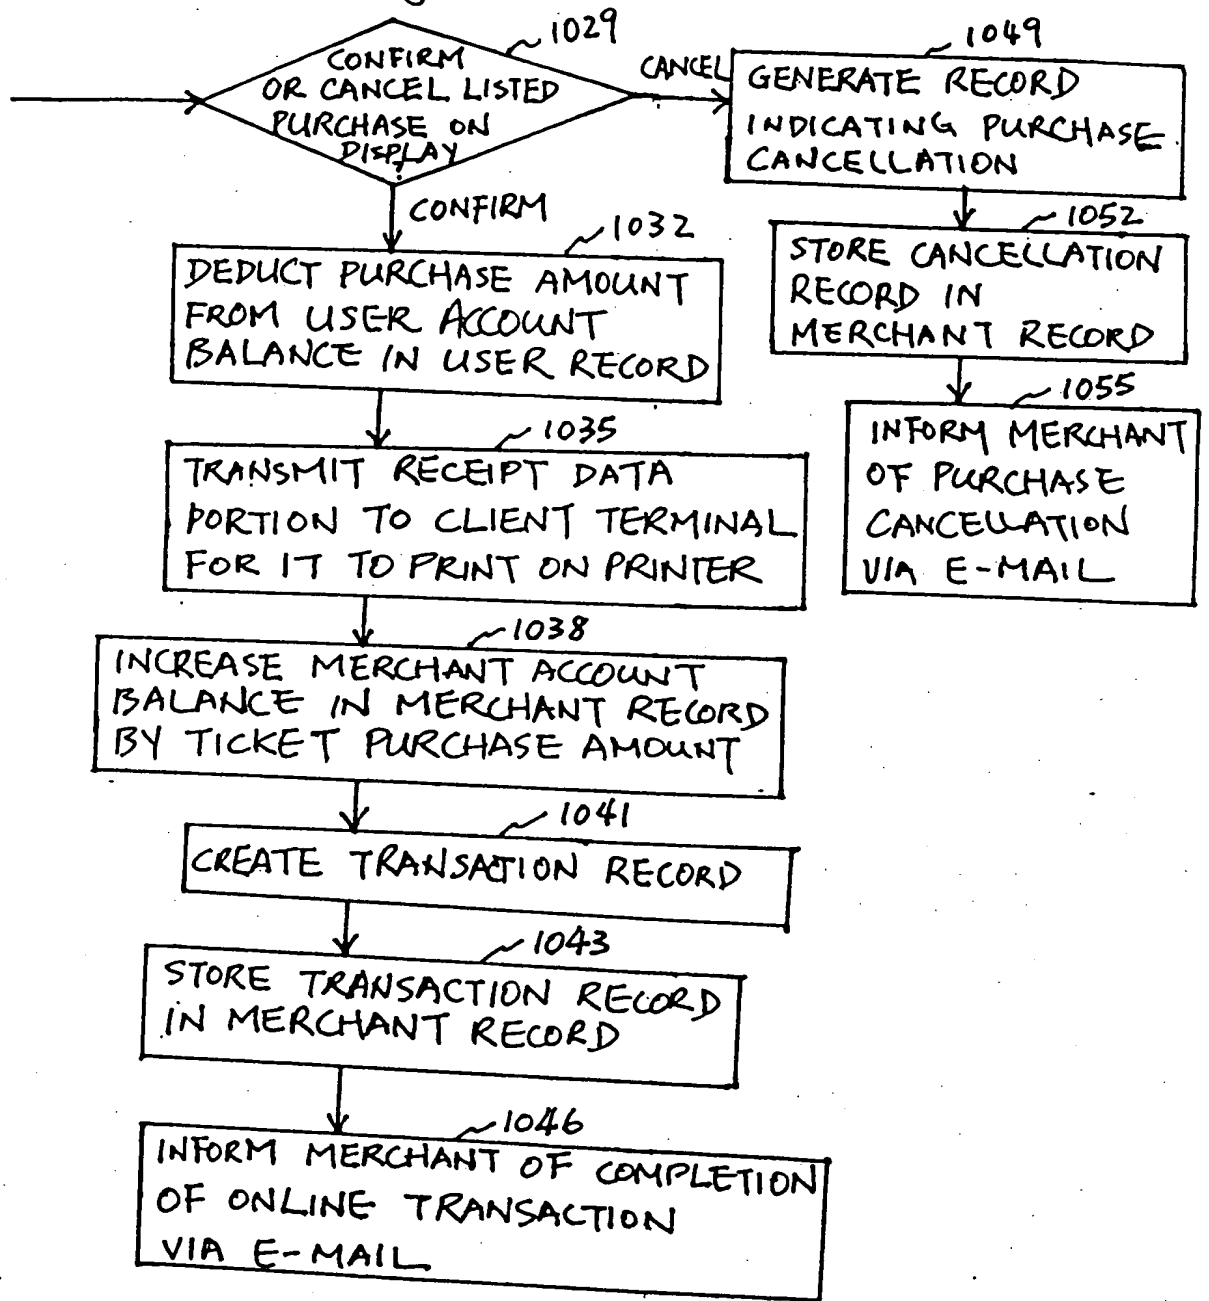 1029
CONFIRM
OR CANCEL LISTED
PURCHASE ON
DISPLAY
?
CANCEL
CONFIRM
1049
GENERATE RECORD
INDICATING PURCHASE
CANCELLATION
1052
STORE CANCELLATION
RECORD IN
MERCHANT RECORD
1055
INFORM MERCHANT
OF PURCHASE
CANCELLATION
VIA E-MAIL
1032
DEDUCT PURCHASE AMOUNT
FROM USER ACCOUNT
BALANCE IN USER RECORD
1035
TRANSMIT RECEIPT DATA
PORTION TO CLIENT TERMINAL
FOR IT TO PRINT ON PRINTER
1038
INCREASE MERCHANT ACCOUNT
BALANCE IN MERCHANT RECORD
BY TICKET PURCHASE AMOUNT
1041
CREATE TRANSATION RECORD
1043
STORE TRANSACTION RECORD
IN MERCHANT RECORD
1046
INFORM MERCHANT OF COMPLETION
OF ONLINE TRANSACTION
VIA E-MAIL